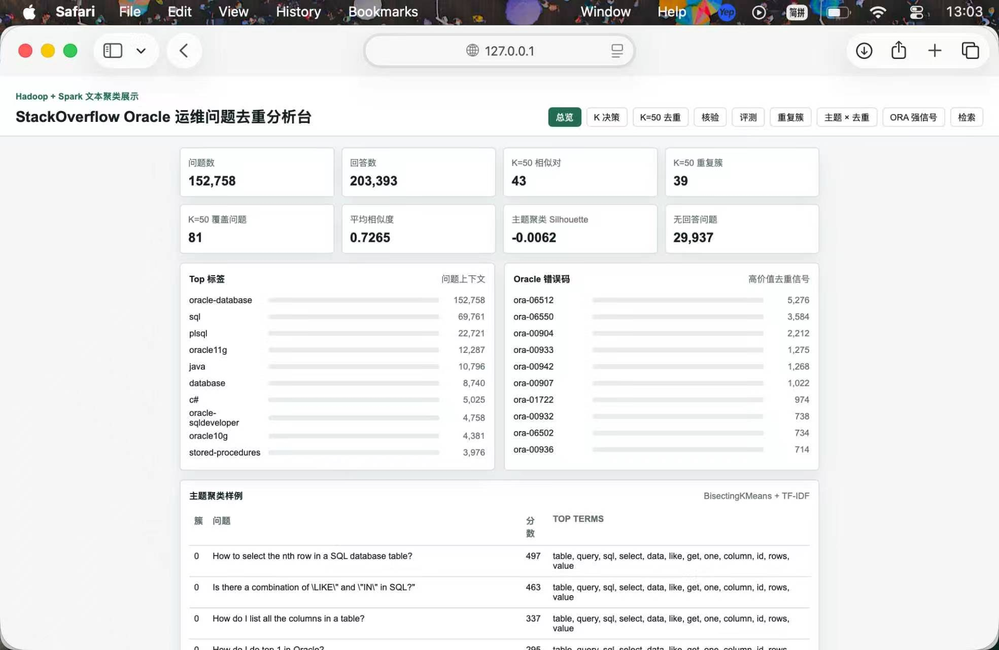 Safari File Edit View History Bookmarks Window Help Yep 简拼 13:03
127.0.0.1
Hadoop + Spark 文本聚类展示
StackOverflow Oracle 运维问题去重分析台
总览 K 决策 K=50 去重 核验 评测 重复簇 主题 × 去重 ORA 强信号 检索
问题数 回答数 K=50 相似对 K=50 重复簇
152,758 203,393 43 39
K=50 覆盖问题 平均相似度 主题聚类 Silhouette 无回答问题
81 0.7265 -0.0062 29,937
Top 标签 问题上下文
oracle-database 152,758
sql 69,761
plsql 22,721
oracle11g 12,287
java 10,796
database 8,740
c# 5,025
oracle-
sqldeveloper 4,758
oracle10g 4,381
stored-procedures 3,976
Oracle 错误码 高价值去重信号
ora-06512 5,276
ora-06550 3,584
ora-00904 2,212
ora-00933 1,275
ora-00942 1,268
ora-00907 1,022
ora-01722 974
ora-00932 738
ora-06502 734
ora-00936 714
主题聚类样例 BisectingKMeans + TF-IDF
簇 问题 分数 TOP TERMS
0 How to select the nth row in a SQL database table? 497 table, query, sql, select, data, like, get, one, column, id, rows,
value
0 Is there a combination of \LIKE\" and \"IN\" in SQL?" 463 table, query, sql, select, data, like, get, one, column, id, rows,
value
0 How do I list all the columns in a table? 337 table, query, sql, select, data, like, get, one, column, id, rows,
value
0 How do I do top 1 in Oracle? 295 table, query, sql, select, data, like, get, one, column, id, rows,